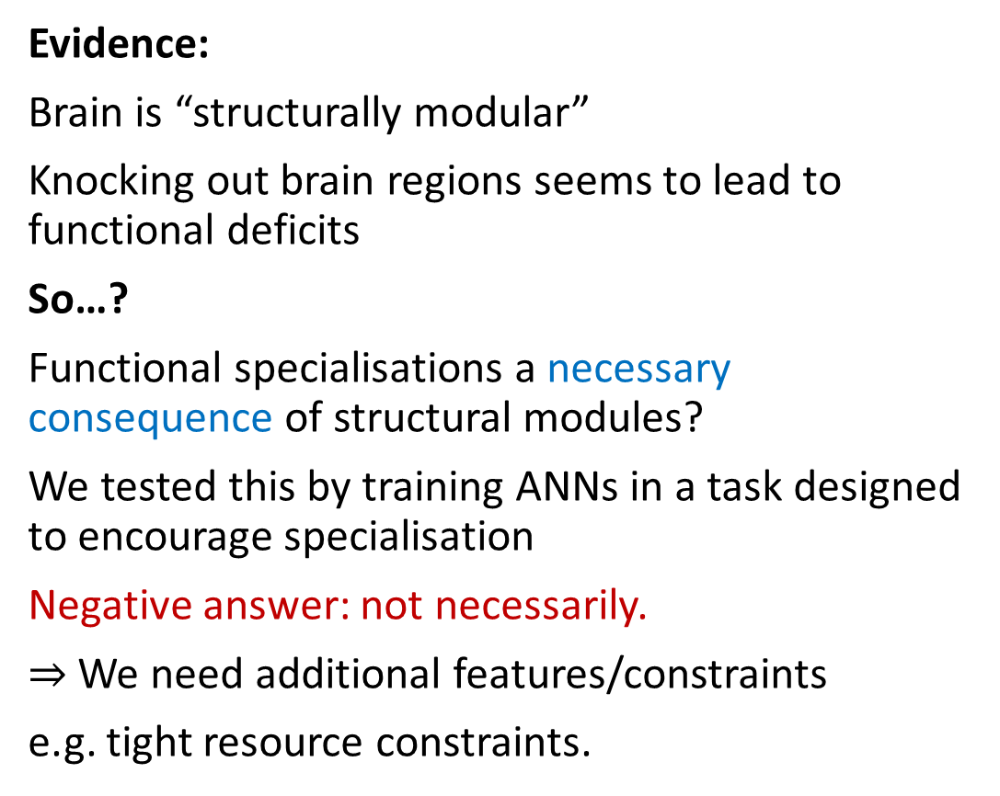 Evidence:
Brain is “structurally modular”
Knocking out brain regions seems to lead to
functional deficits
So…?
Functional specialisations a necessary
consequence of structural modules?
We tested this by training ANNs in a task designed
to encourage specialisation
Negative answer: not necessarily.
⇒ We need additional features/constraints
e.g. tight resource constraints.